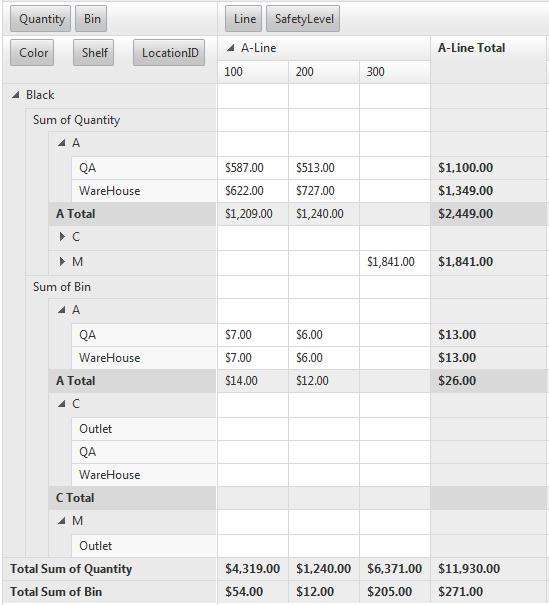 Quantity Bin Line SafetyLevel
Color Shelf LocationID A-Line A-Line Total
100 200 300
Black
Sum of Quantity
A
QA $587.00 $513.00 $1,100.00
WareHouse $622.00 $727.00 $1,349.00
A Total $1,209.00 $1,240.00 $2,449.00
C
M $1,841.00 $1,841.00
Sum of Bin
A
QA $7.00 $6.00 $13.00
WareHouse $7.00 $6.00 $13.00
A Total $14.00 $12.00 $26.00
C
Outlet
QA
WareHouse
C Total
M
Outlet
Total Sum of Quantity $4,319.00 $1,240.00 $6,371.00 $11,930.00
Total Sum of Bin $54.00 $12.00 $205.00 $271.00